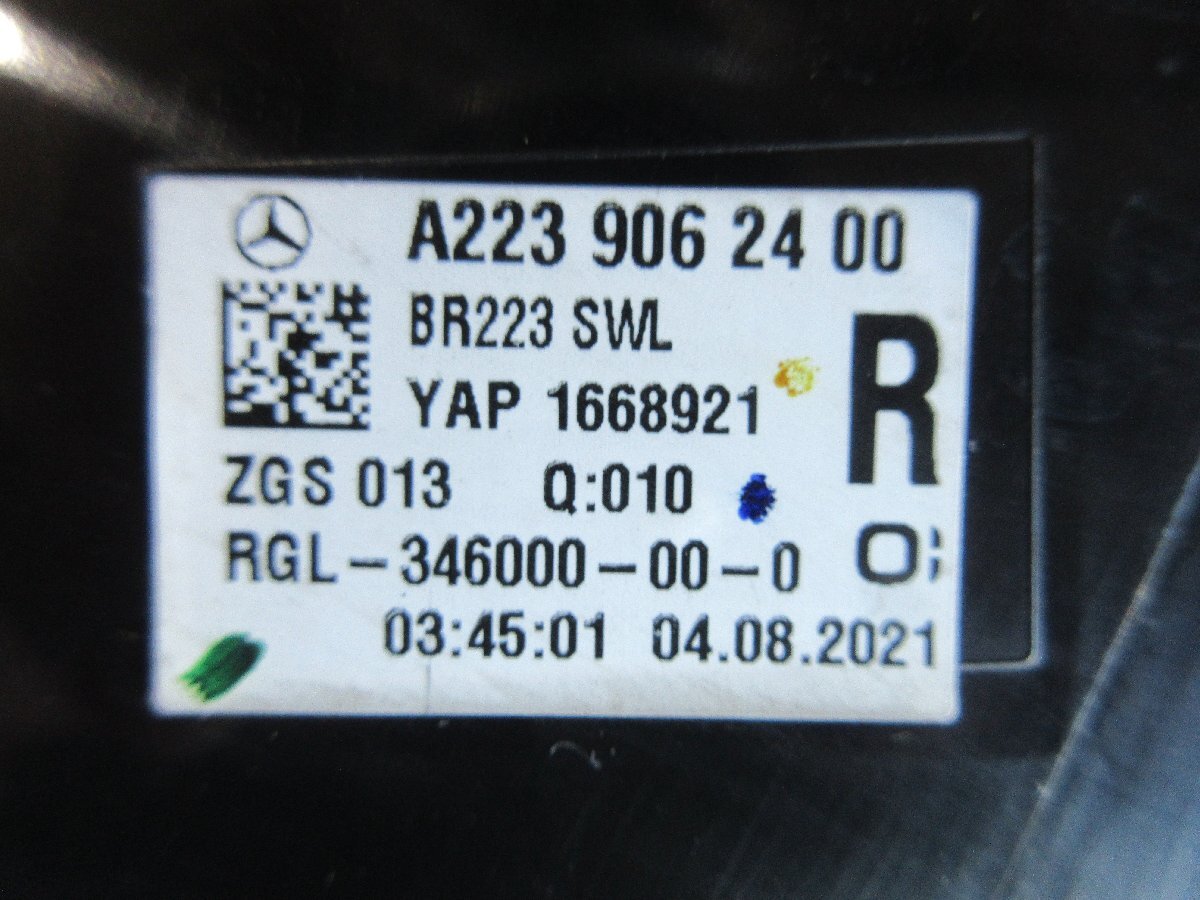 A223 906 24 00
BR223 SWL
YAP 1668921
R
ZGS 013 Q:010
RGL-346000-00-0
03:45:01 04.08.2021